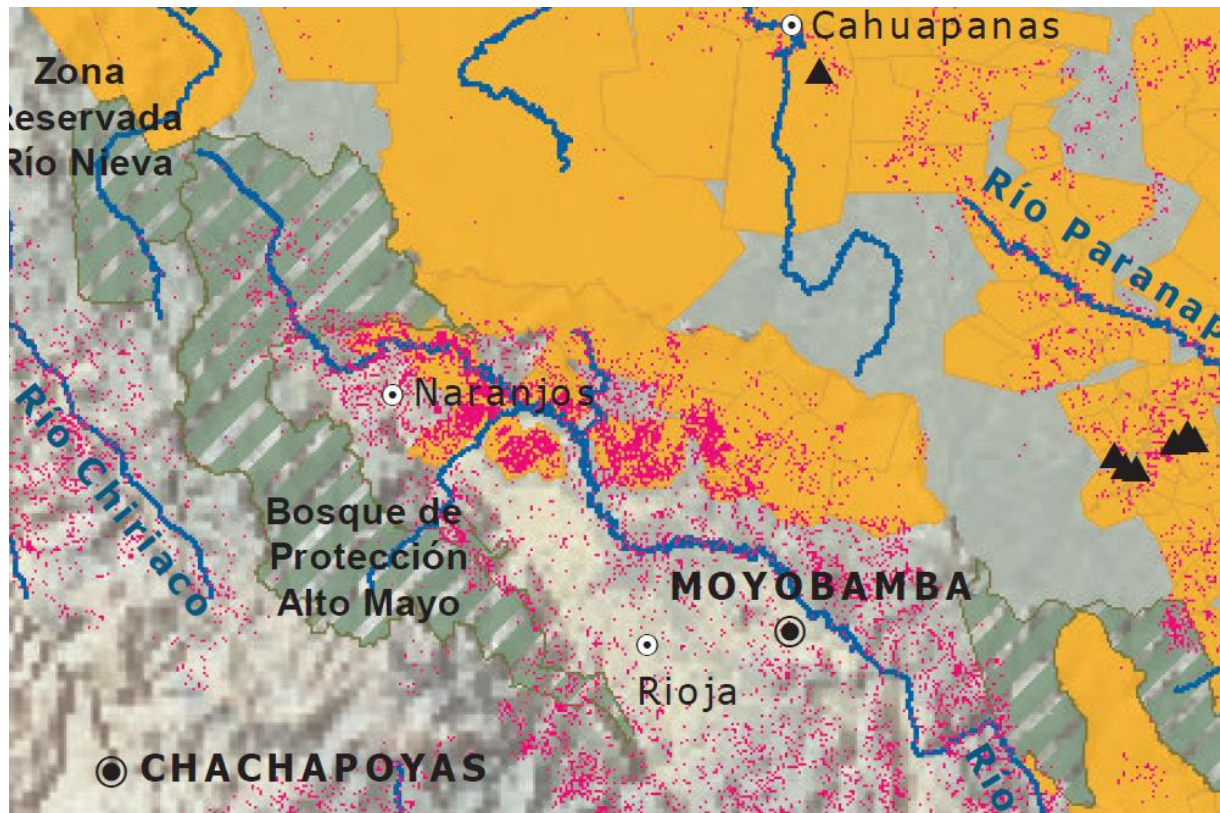 Cahuapanas
Zona
Reservada
Río Nieva
Río Paranap
Naranjos
Río Chiriaco
Bosque de
Protección
Alto Mayo
MOYOBAMBA
Rioja
CHACHAPOYAS
Río